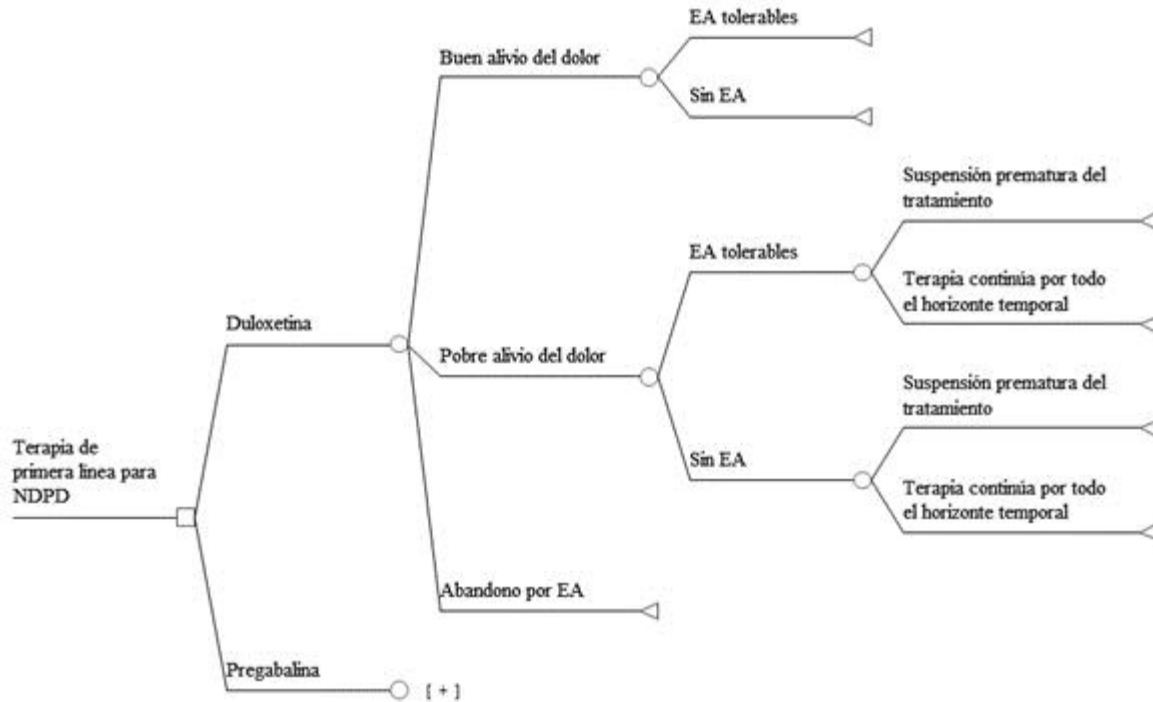 EA tolerables
Buen alivio del dolor
Sin EA
Suspensión prematura del
tratamiento
EA tolerables
Terapia continúa por todo
el horizonte temporal
Duloxetina
Pobre alivio del dolor
Suspensión prematura del
tratamiento
Terapia de
primera línea para
NDPD
Sin EA
Terapia continúa por todo
el horizonte temporal
Abandono por EA
Pregabalina
[ + ]